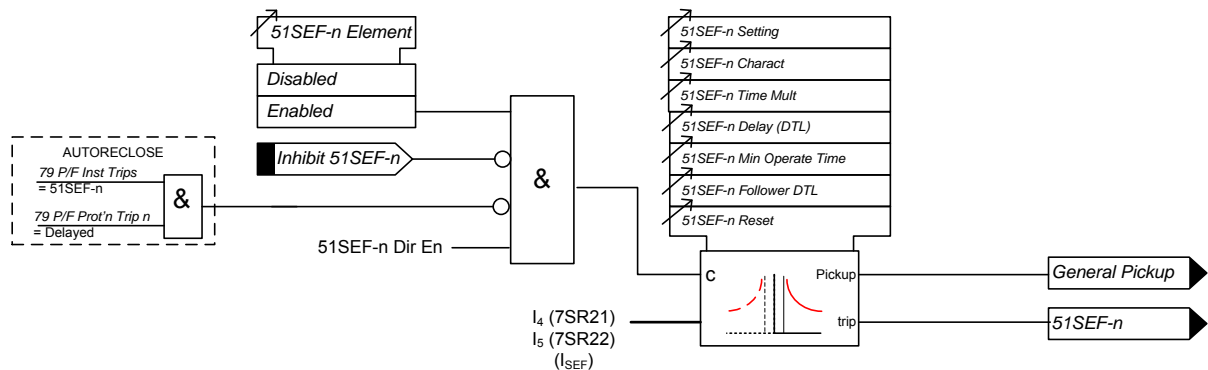 51SEF-n Element
Disabled
Enabled
Inhibit 51SEF-n
AUTORECLOSE
79 P/F Inst Trips
= 51SEF-n
79 P/F Prot'n Trip n
= Delayed
&
&
51SEF-n Dir En
51SEF-n Setting
51SEF-n Charact
51SEF-n Time Mult
51SEF-n Delay (DTL)
51SEF-n Min Operate Time
51SEF-n Follower DTL
51SEF-n Reset
C
Pickup
trip
I4 (7SR21)
I5 (7SR22)
(ISEF)
General Pickup
51SEF-n